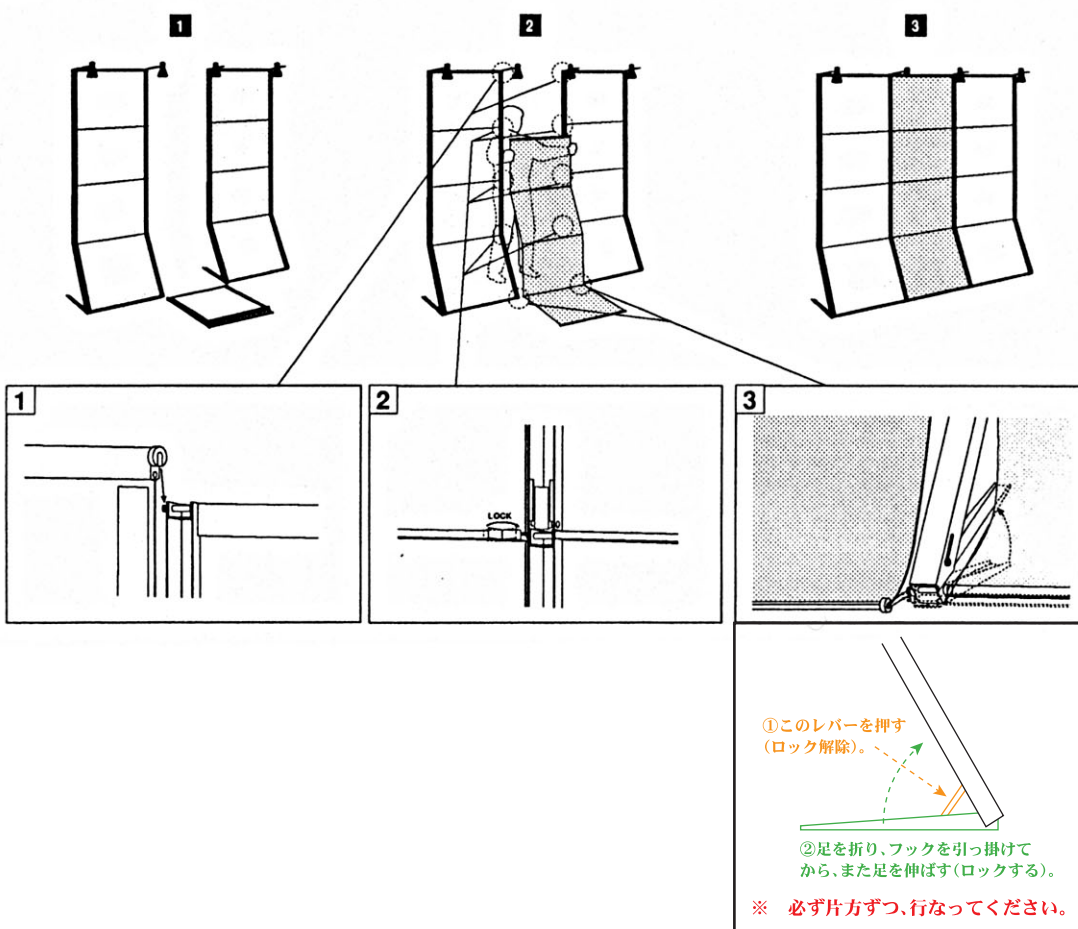 1
2
3
1
2
LOCK
3
①このレバーを押す
（ロック解除）。
②足を折り、フックを引っ掛けて
から、また足を伸ばす（ロックする）。
※ 必ず片方ずつ、行なってください。